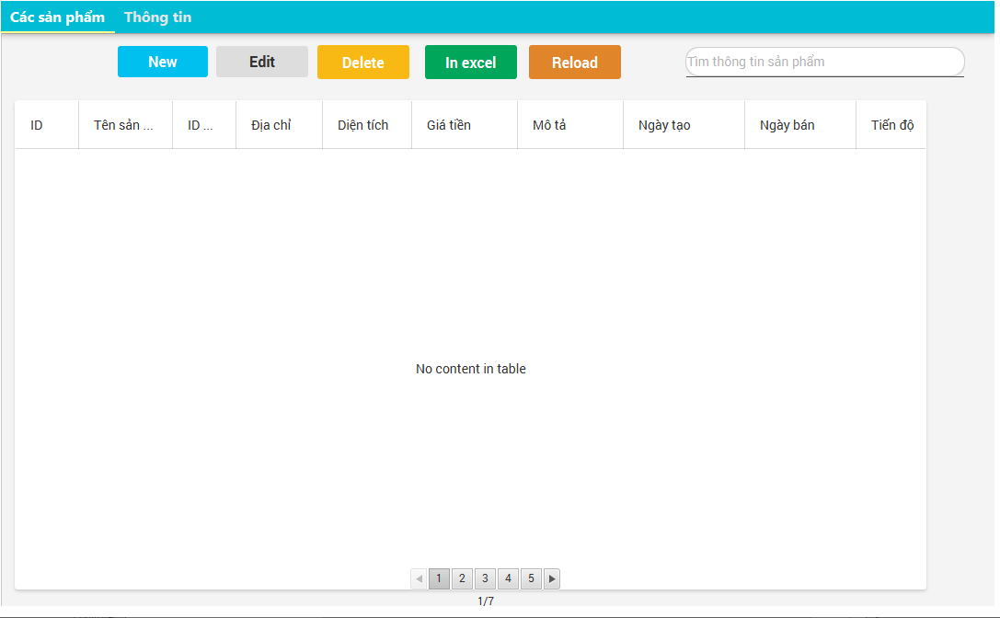 Các sản phẩm Thông tin
New Edit Delete In excel Reload Tìm thông tin sản phẩm
ID Tên sản ... ID ... Địa chỉ Diện tích Giá tiền Mô tả Ngày tạo Ngày bán Tiến độ
No content in table
1 2 3 4 5
1/7